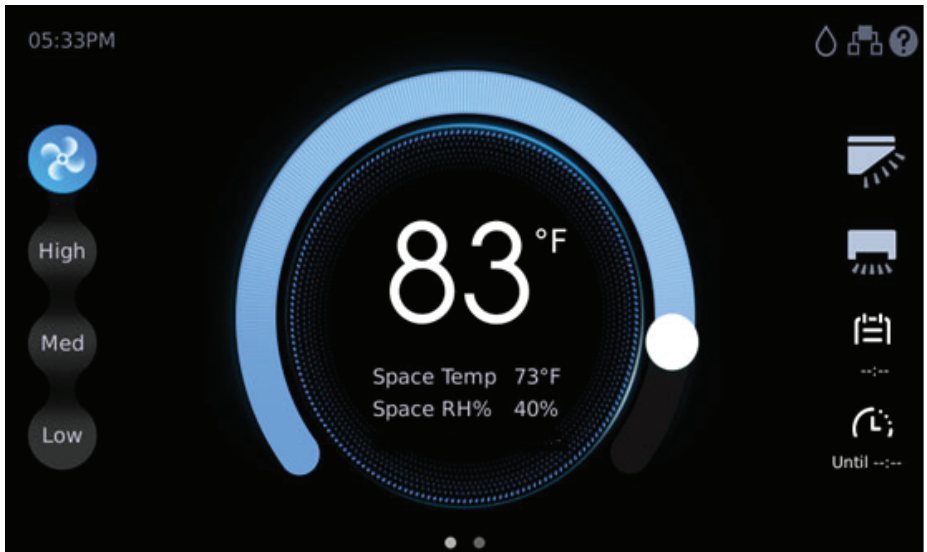 05:33PM
?
High
Med
Low
83°F
Space Temp 73°F
Space RH% 40%
--:--
Until --:--